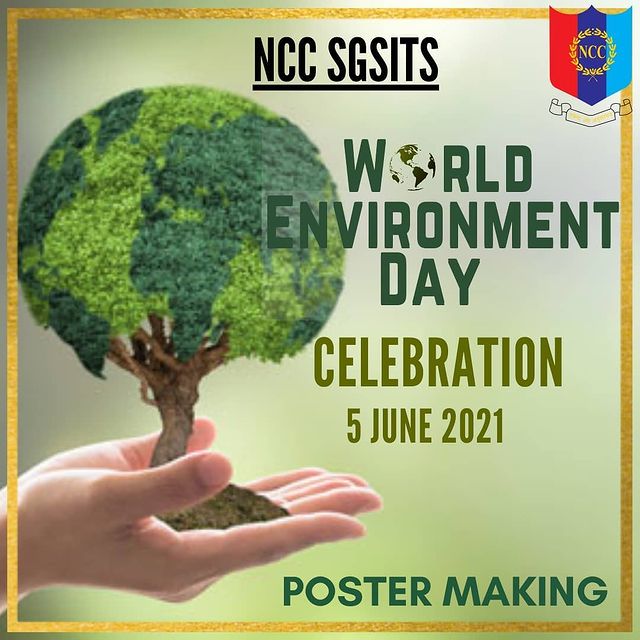 NCC SGSITS
NCC
WORLD
ENVIRONMENT
DAY
CELEBRATION
5 JUNE 2021
POSTER MAKING